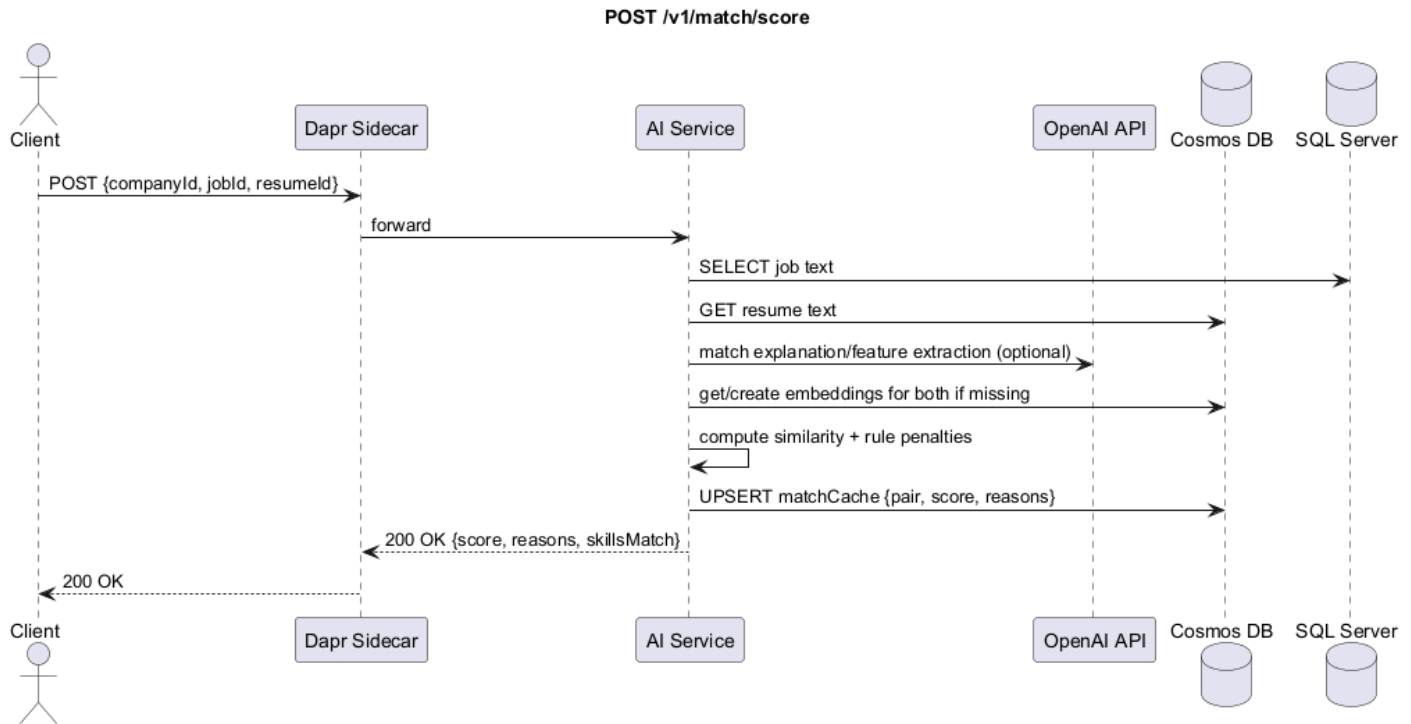 POST /v1/match/score
Client
Dapr Sidecar
AI Service
OpenAI API
Cosmos DB
SQL Server
POST {companyId, jobId, resumeId}
forward
SELECT job text
GET resume text
match explanation/feature extraction (optional)
get/create embeddings for both if missing
compute similarity + rule penalties
UPSERT matchCache {pair, score, reasons}
200 OK {score, reasons, skillsMatch}
200 OK
Client
Dapr Sidecar
AI Service
OpenAI API
Cosmos DB
SQL Server